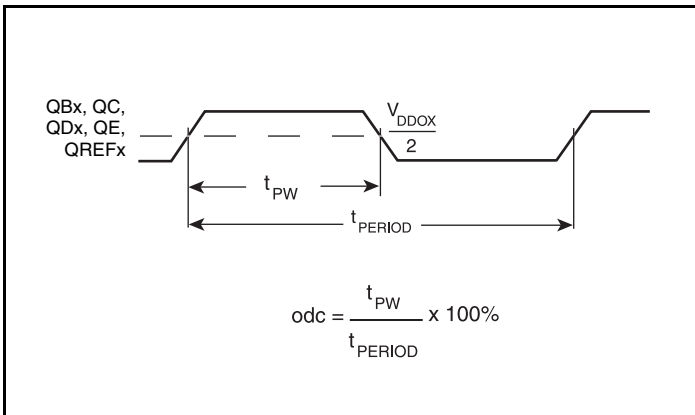 QBx, QC,
QDx, QE,
QREFx
VDDOX
2
tPW
tPERIOD
odc = tPW / tPERIOD x 100%